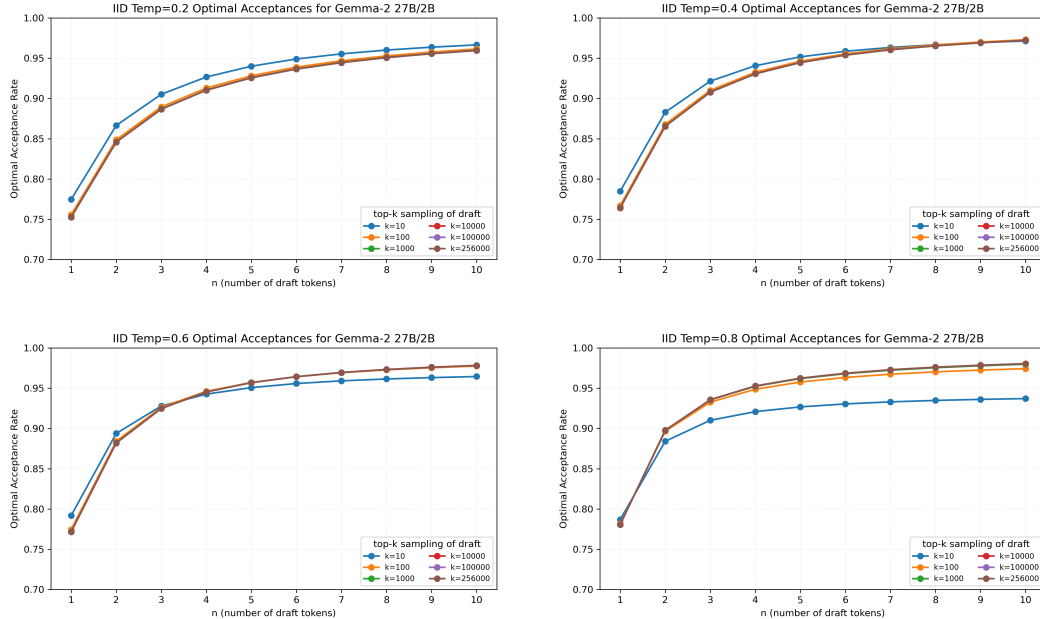 IID Temp=0.2 Optimal Acceptances for Gemma-2 27B/2B
Optimal Acceptance Rate
1.00
0.95
0.90
0.85
0.80
0.75
0.70
top-k sampling of draft
k=10 k=10000
k=100 k=100000
k=1000 k=256000
1 2 3 4 5 6 7 8 9 10
n (number of draft tokens)
IID Temp=0.4 Optimal Acceptances for Gemma-2 27B/2B
Optimal Acceptance Rate
1.00
0.95
0.90
0.85
0.80
0.75
0.70
top-k sampling of draft
k=10 k=10000
k=100 k=100000
k=1000 k=256000
1 2 3 4 5 6 7 8 9 10
n (number of draft tokens)
IID Temp=0.6 Optimal Acceptances for Gemma-2 27B/2B
Optimal Acceptance Rate
1.00
0.95
0.90
0.85
0.80
0.75
0.70
top-k sampling of draft
k=10 k=10000
k=100 k=100000
k=1000 k=256000
1 2 3 4 5 6 7 8 9 10
n (number of draft tokens)
IID Temp=0.8 Optimal Acceptances for Gemma-2 27B/2B
Optimal Acceptance Rate
1.00
0.95
0.90
0.85
0.80
0.75
0.70
top-k sampling of draft
k=10 k=10000
k=100 k=100000
k=1000 k=256000
1 2 3 4 5 6 7 8 9 10
n (number of draft tokens)